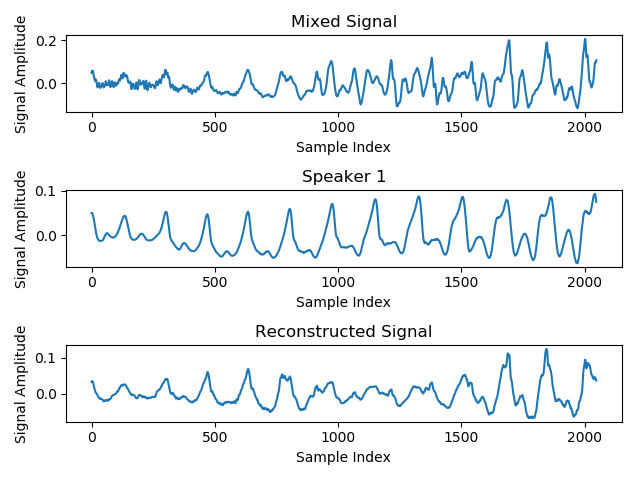 Mixed Signal
0.2
0.0
Signal Amplitude
0 500 1000 1500 2000
Sample Index
Speaker 1
0.1
0.0
Signal Amplitude
0 500 1000 1500 2000
Sample Index
Reconstructed Signal
0.1
0.0
Signal Amplitude
0 500 1000 1500 2000
Sample Index